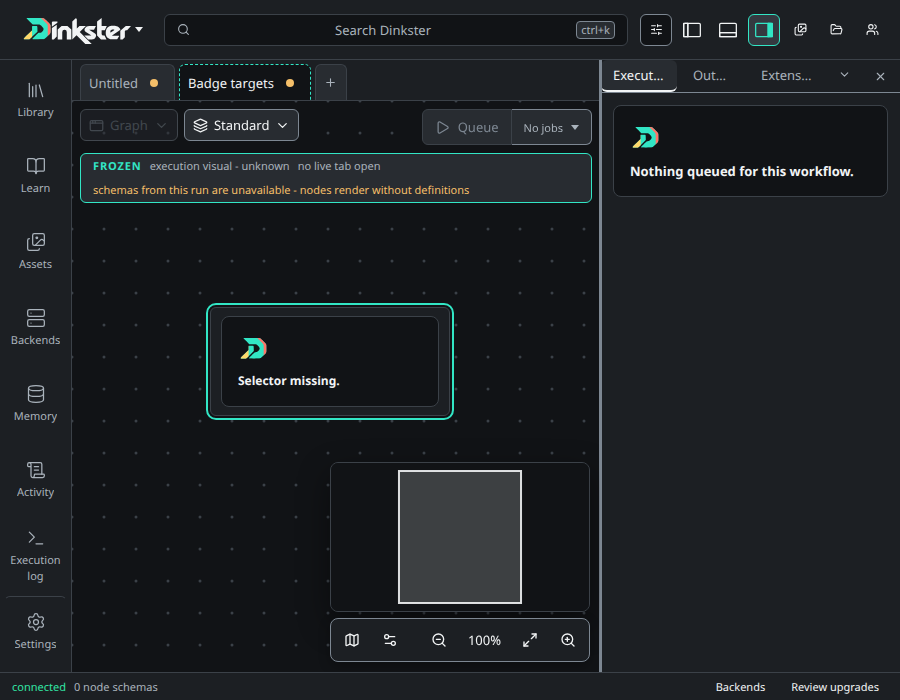 Dinkster
Search Dinkster
ctrl+k
Library
Learn
Assets
Backends
Memory
Activity
Execution
log
Settings
Untitled
Badge targets
Graph
Standard
Queue
No jobs
FROZEN execution visual - unknown no live tab open
schemas from this run are unavailable - nodes render without definitions
Selector missing.
100%
Execut...
Out...
Extens...
Nothing queued for this workflow.
connected
0 node schemas
Backends
Review upgrades